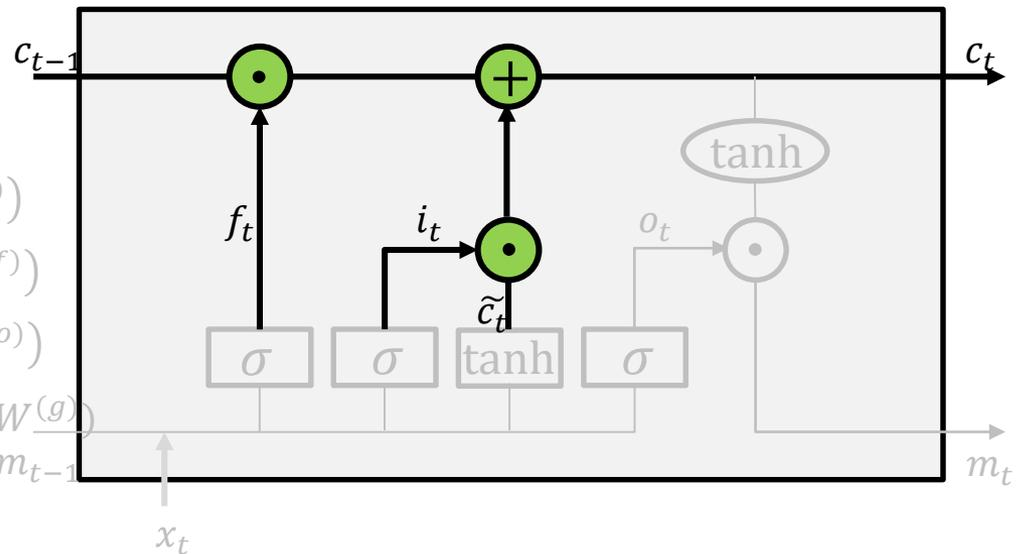 c_{t-1}
c_t
tanh
)
f_t
i_t
o_t
f))
c̃_t
o))
σ
σ
tanh
σ
W^{(g)})
m_{t-1}
m_t
x_t